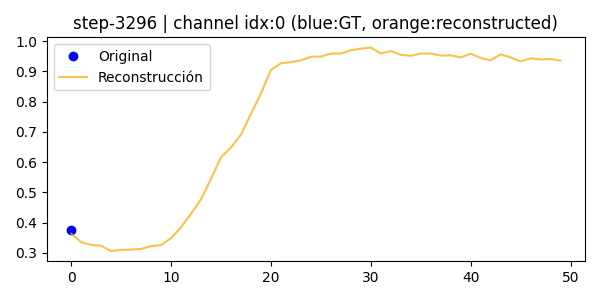 step-3296 | channel idx:0 (blue:GT, orange:reconstructed)
Original
Reconstrucción
1.0
0.9
0.8
0.7
0.6
0.5
0.4
0.3
0 10 20 30 40 50